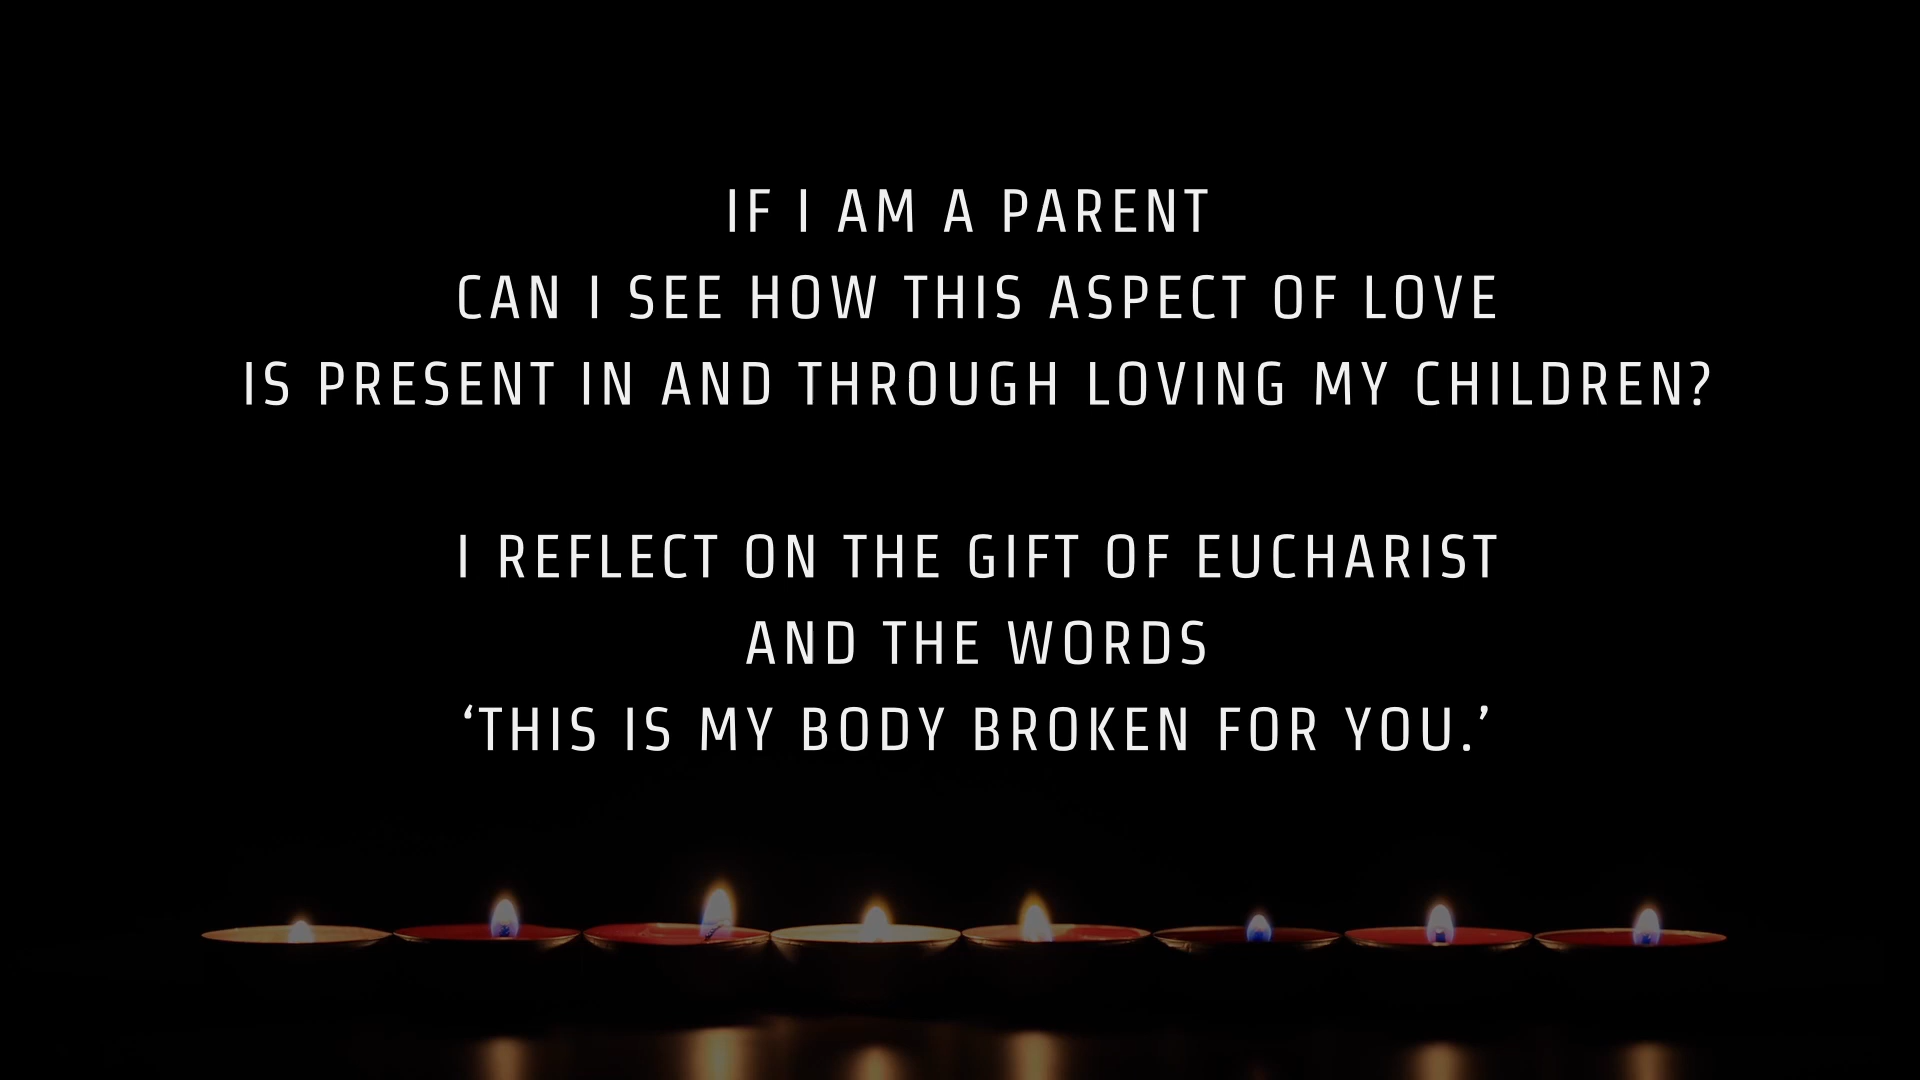 IF I AM A PARENT
CAN I SEE HOW THIS ASPECT OF LOVE
IS PRESENT IN AND THROUGH LOVING MY CHILDREN?
I REFLECT ON THE GIFT OF EUCHARIST
AND THE WORDS
‘THIS IS MY BODY BROKEN FOR YOU.’